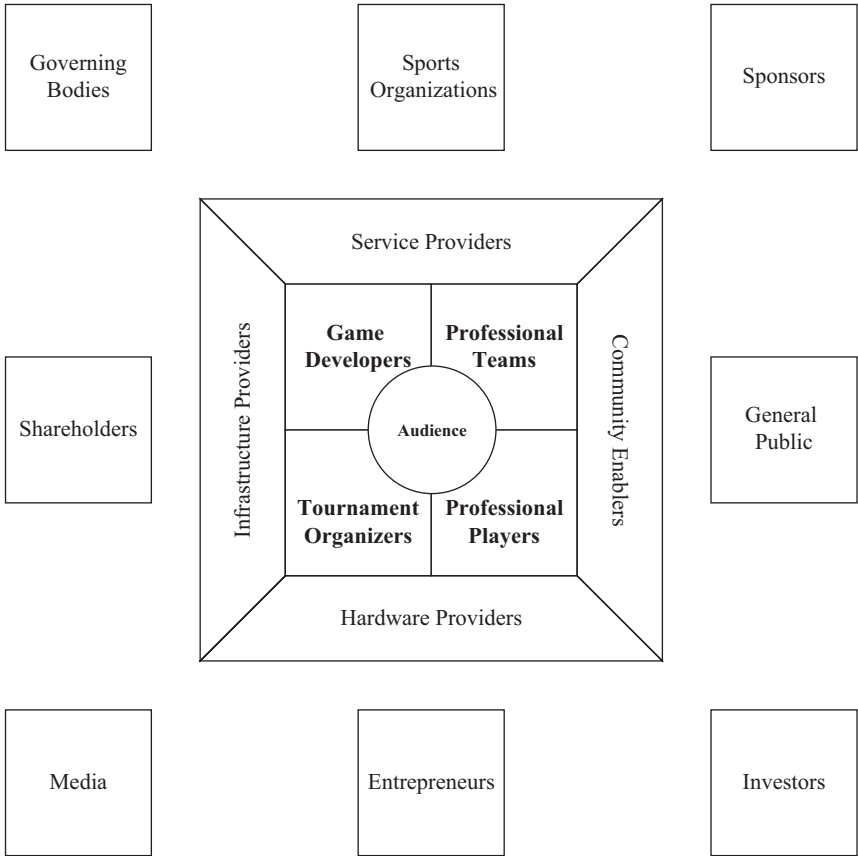 Governing
Bodies
Sports
Organizations
Sponsors
Service Providers
Infrastructure Providers
Game
Developers
Professional
Teams
Community Enablers
Audience
Shareholders
General
Public
Tournament
Organizers
Professional
Players
Hardware Providers
Media
Entrepreneurs
Investors